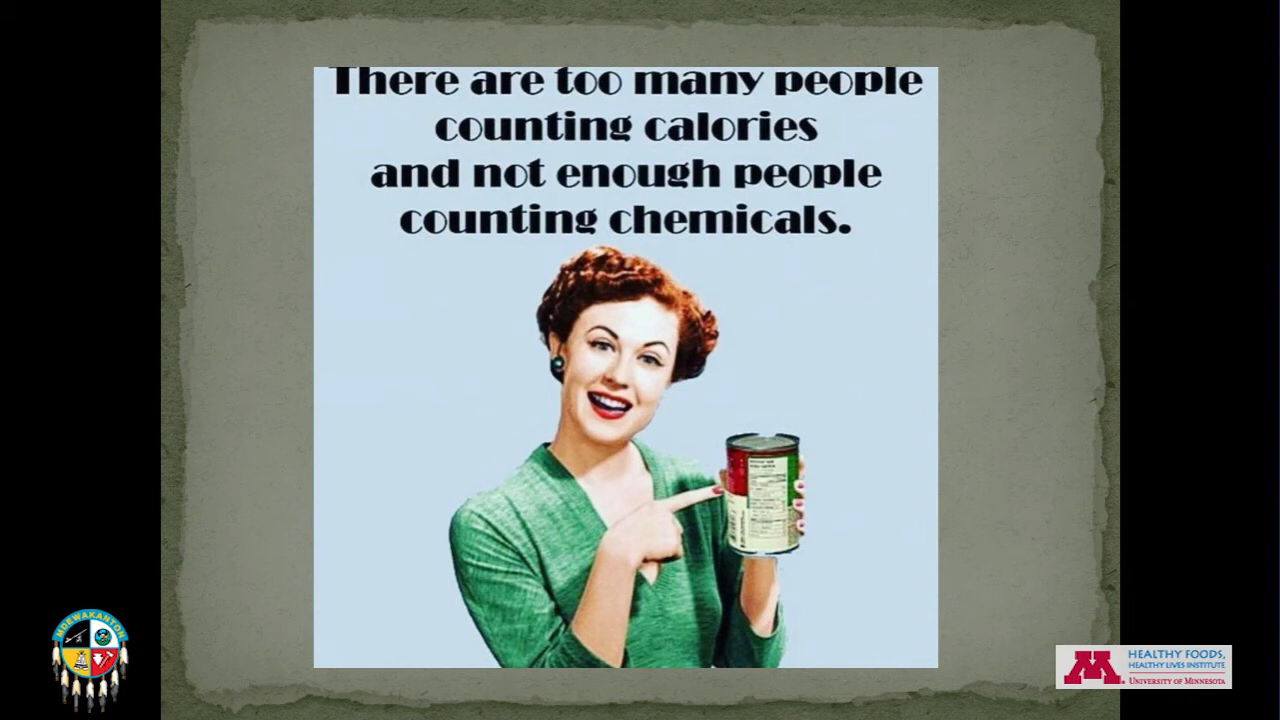 There are too many people
counting calories
and not enough people
counting chemicals.
MDEWAKANTON
HEALTHY FOODS,
HEALTHY LIVES INSTITUTE
M.
UNIVERSITY OF MINNESOTA